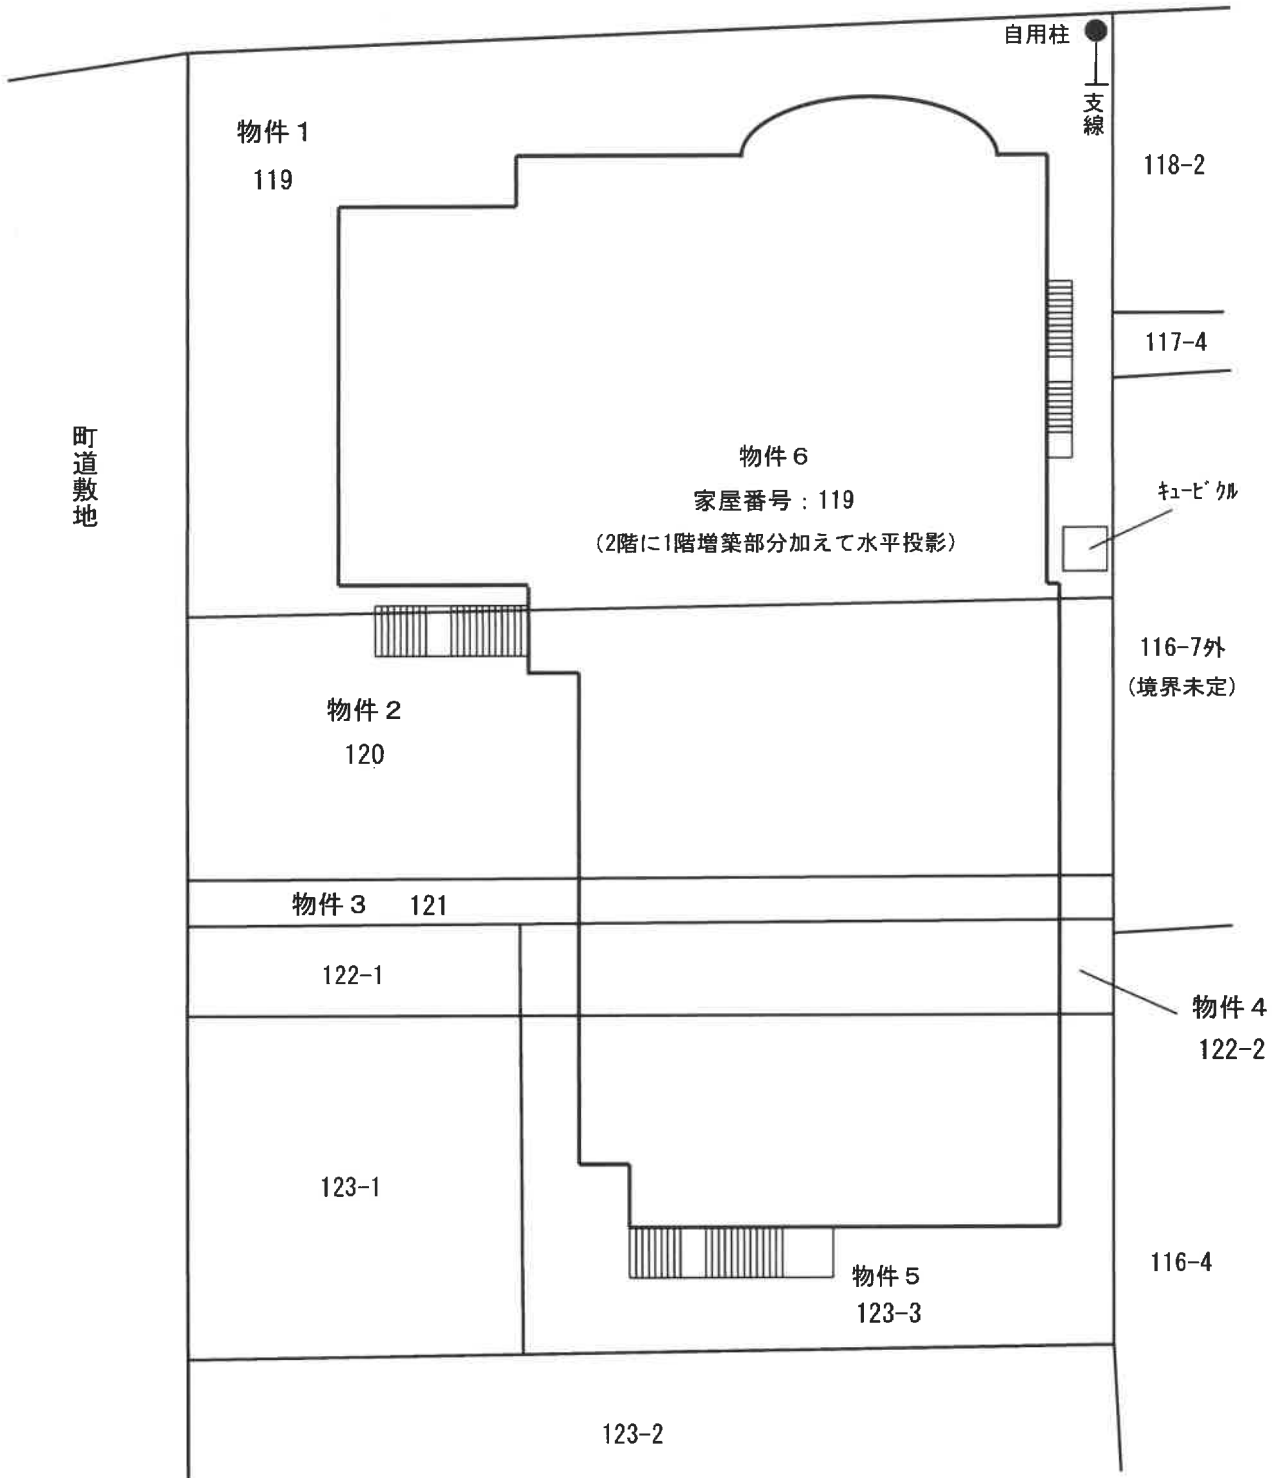 自用柱
支線
物件1
119
118-2
117-4
町道敷地
物件6
家屋番号：119
(2階に1階増築部分加えて水平投影)
ｷｭｰﾋﾞｸﾙ
116-7外
(境界未定)
物件2
120
物件3 121
122-1
物件4
122-2
123-1
116-4
物件5
123-3
123-2